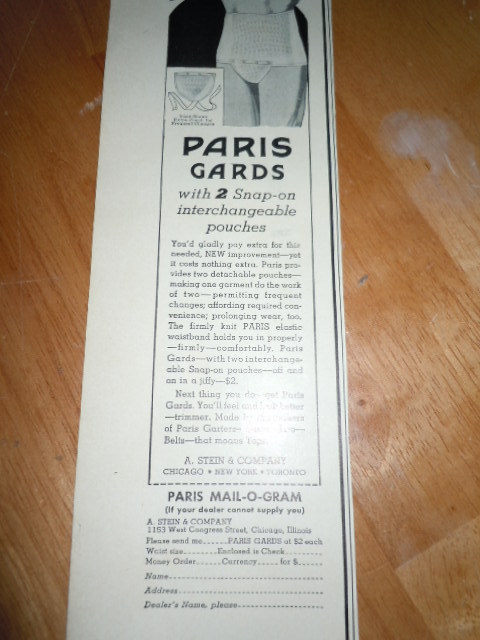 PARIS
GARDS
with 2 Snap-on
interchangeable
pouches
You'd gladly pay extra for this
needed, NEW improvement—yet
it costs nothing extra. Paris pro-
vides two detachable pouches—
making one garment do the work
of two—permitting frequent
changes; affording required con-
venience; prolonging wear, too.
The firmly knit PARIS elastic
waistband holds you in properly
—firmly—comfortably. Paris
Gards—with two interchange-
able Snap-on pouches—off and
on in a jiffy—$2.
Next thing you do—get Paris
Gards. You'll feel and look better
—trimmer. Made by the
of Paris Garters—
Belts—that means
A. STEIN & COMPANY
CHICAGO • NEW YORK • TORONTO
PARIS MAIL-O-GRAM
(If your dealer cannot supply you)
A. STEIN & COMPANY
1153 West Congress Street, Chicago, Illinois
Please send me......PARIS GARDS at $2 each
Waist size......Enclosed is Check
Money Order......Currency.....for $......
Name
Address
Dealer's Name, please